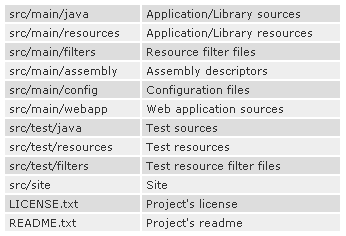 src/main/java Application/Library sources
src/main/resources Application/Library resources
src/main/filters Resource filter files
src/main/assembly Assembly descriptors
src/main/config Configuration files
src/main/webapp Web application sources
src/test/java Test sources
src/test/resources Test resources
src/test/filters Test resource filter files
src/site Site
LICENSE.txt Project's license
README.txt Project's readme